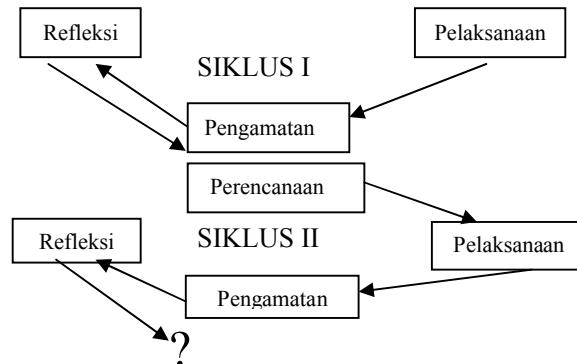 Refleksi
Pelaksanaan
SIKLUS I
Pengamatan
Perencanaan
Refleksi
SIKLUS II
Pelaksanaan
Pengamatan
?